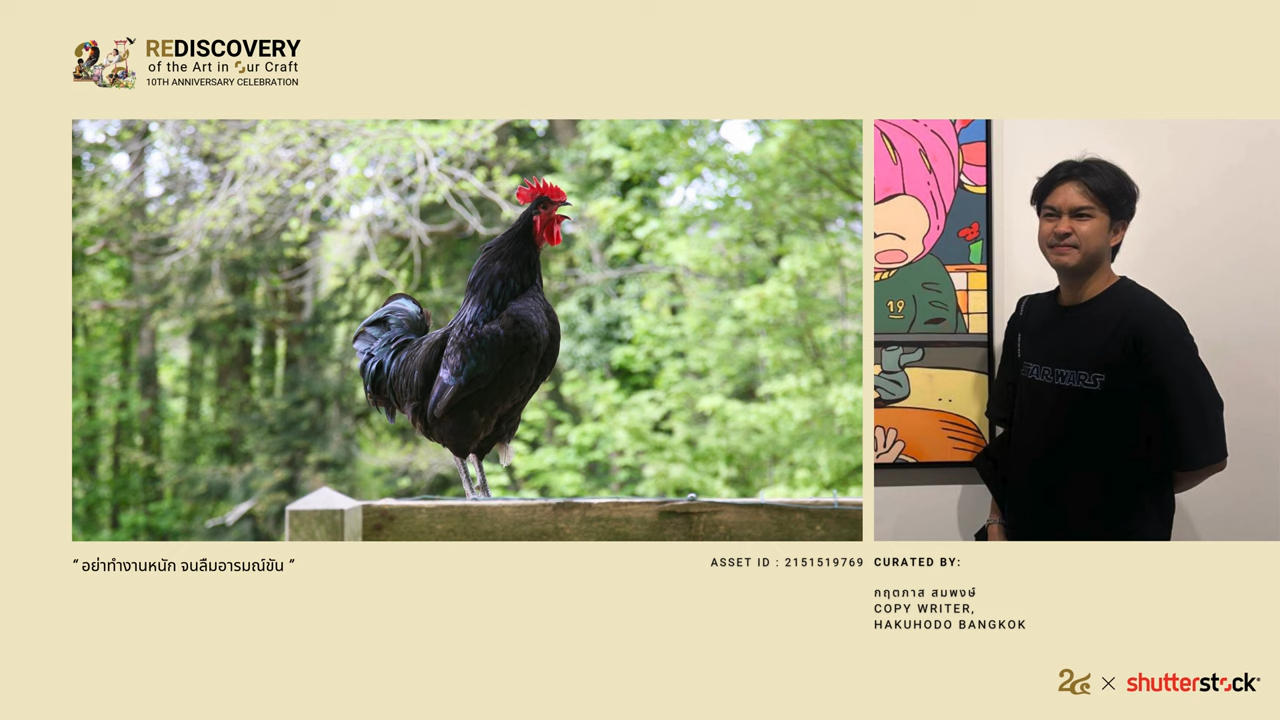 REDISCOVERY
of the Art in Our Craft
10TH ANNIVERSARY CELEBRATION
19
STAR WARS
“ อย่าทำงานหนัก จนลืมอารมณ์ขัน ”
ASSET ID : 2151519769
CURATED BY:
กฤตภาส สมพงษ์
COPY WRITER,
HAKUHODO BANGKOK
๒๔ × shutterstock